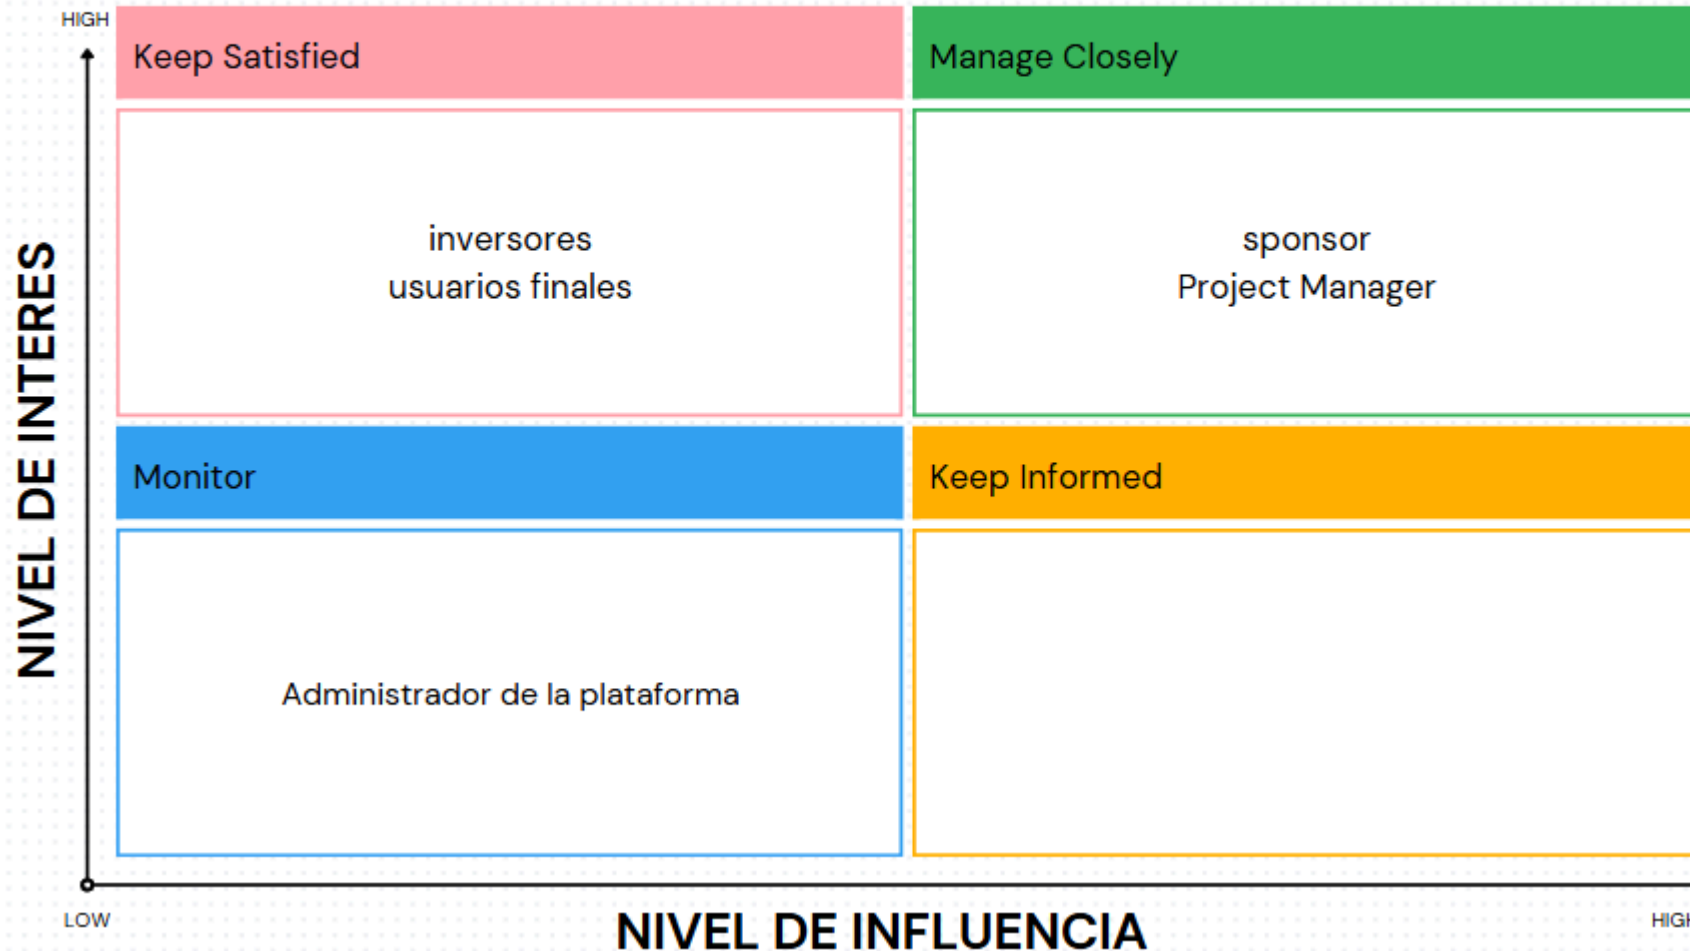 HIGH
Keep Satisfied
Manage Closely
inversores
usuarios finales
sponsor
Project Manager
NIVEL DE INTERES
Monitor
Keep Informed
Administrador de la plataforma
LOW
NIVEL DE INFLUENCIA
HIGH